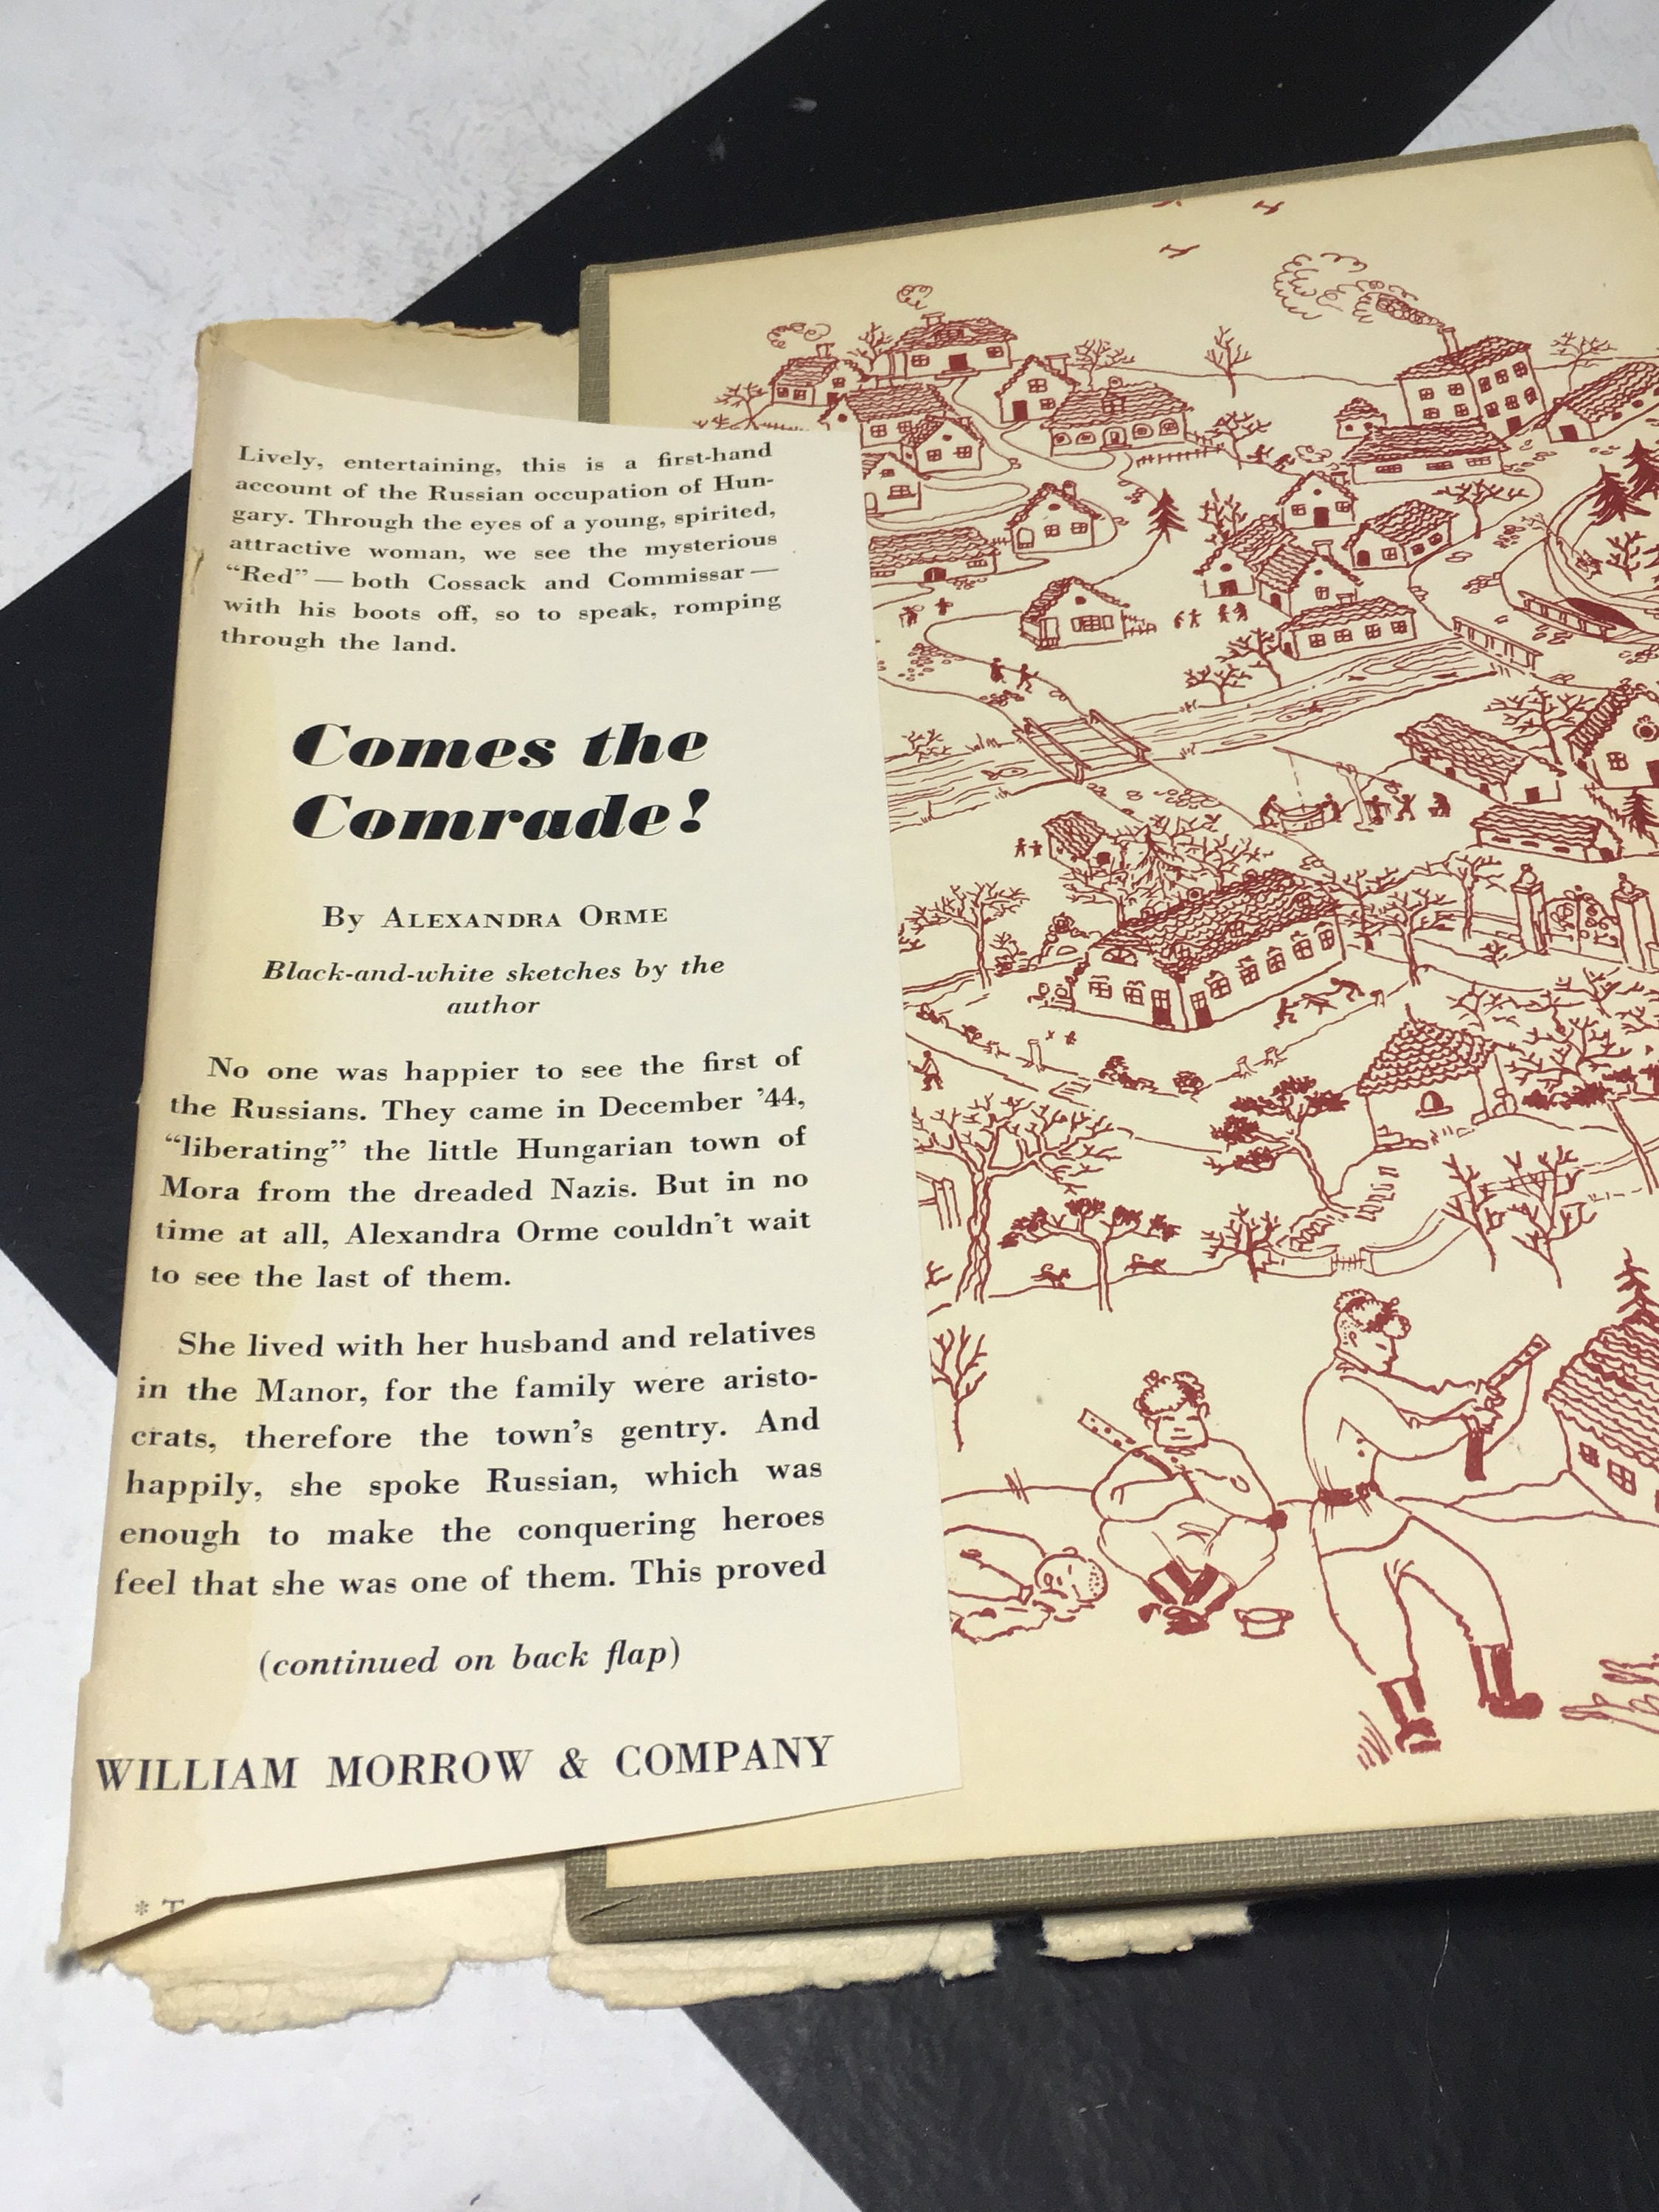 Lively, entertaining, this is a first-hand
account of the Russian occupation of Hun-
gary. Through the eyes of a young, spirited,
attractive woman, we see the mysterious
“Red” — both Cossack and Commissar —
with his boots off, so to speak, romping
through the land.
Comes the
Comrade!
By ALEXANDRA ORME
Black-and-white sketches by the
author
No one was happier to see the first of
the Russians. They came in December ’44,
“liberating” the little Hungarian town of
Mora from the dreaded Nazis. But in no
time at all, Alexandra Orme couldn’t wait
to see the last of them.
She lived with her husband and relatives
in the Manor, for the family were aristo-
crats, therefore the town’s gentry. And
happily, she spoke Russian, which was
enough to make the conquering heroes
feel that she was one of them. This proved
(continued on back flap)
WILLIAM MORROW & COMPANY
* T